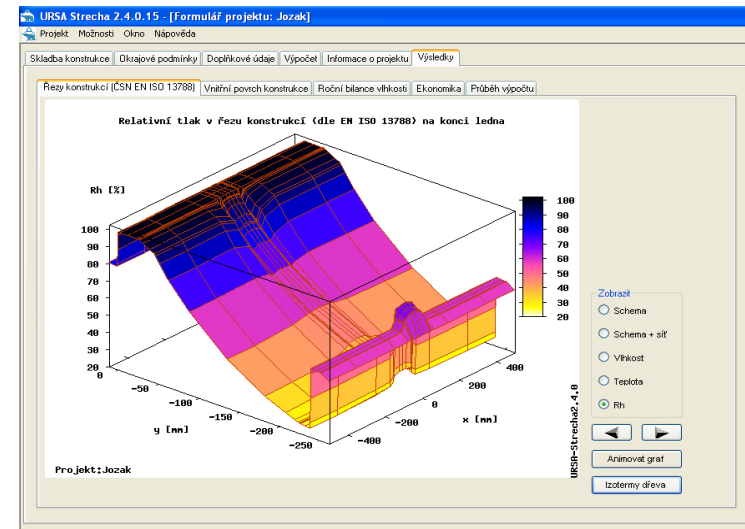 URSA Strecha 2.4.0.15 - [Formulář projektu: Jozak]
Projekt Možnosti Okno Nápověda
Skladba konstrukce Okrajové podmínky Doplňkové údaje Výpočet Informace o projektu Výsledky
Řezy konstrukcí (ČSN EN ISO 13788) Vnitřní povrch konstrukce Roční bilance vlhkosti Ekonomika Průběh výpočtu
Relativní tlak v řezu konstrukcí (dle EN ISO 13788) na konci ledna
Rh [%]
100
90
80
70
60
50
40
30
20
0
-50
-100
-150
-200
-250
y [mm]
-400
-200
0
200
400
x [mm]
100
90
80
70
60
50
40
30
20
URSA-Strecha2.4.0
Projekt:Jozak
Zobrazit
Schema
Schema + síť
Vlhkost
Teplota
Rh
Animovat graf
Izotermy dřeva